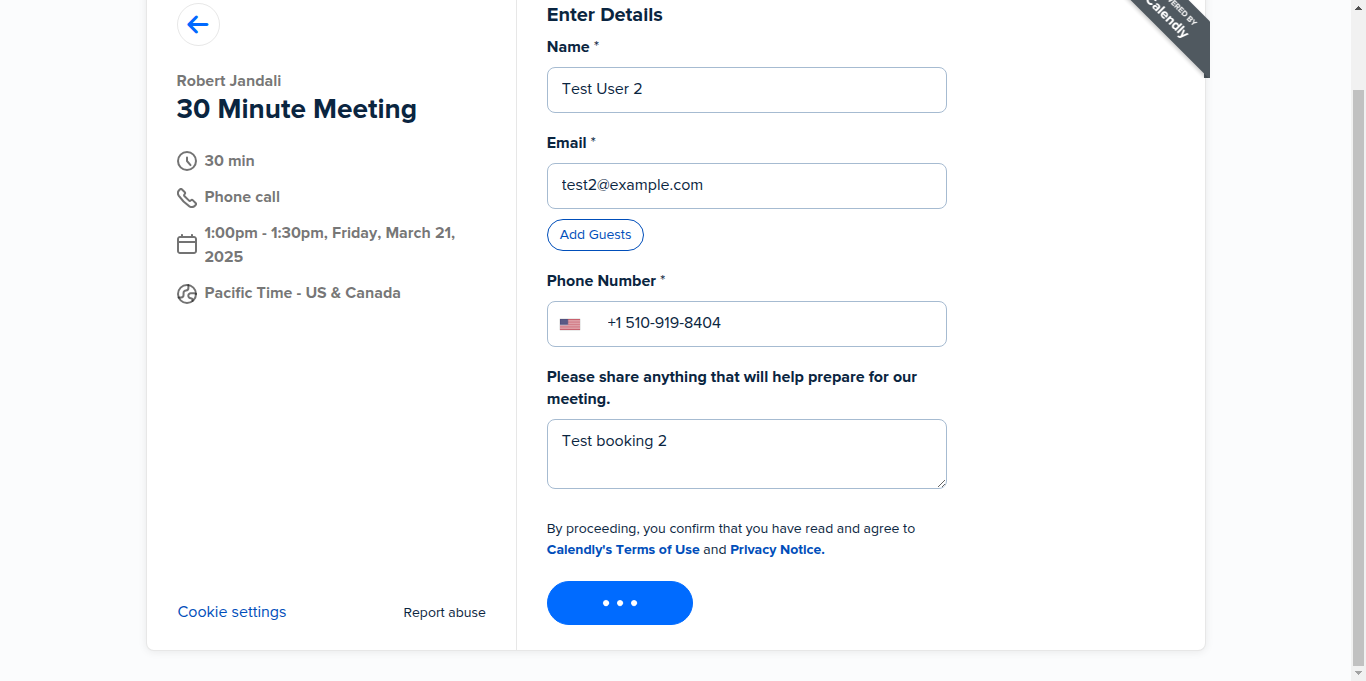 Robert Jandali
30 Minute Meeting
30 min
Phone call
1:00pm - 1:30pm, Friday, March 21,
2025
Pacific Time - US & Canada
Cookie settings
Report abuse
Enter Details
Name *
Test User 2
Email *
test2@example.com
Add Guests
Phone Number *
+1 510-919-8404
Please share anything that will help prepare for our
meeting.
Test booking 2
By proceeding, you confirm that you have read and agree to
Calendly's Terms of Use and Privacy Notice.
BY
Calendly